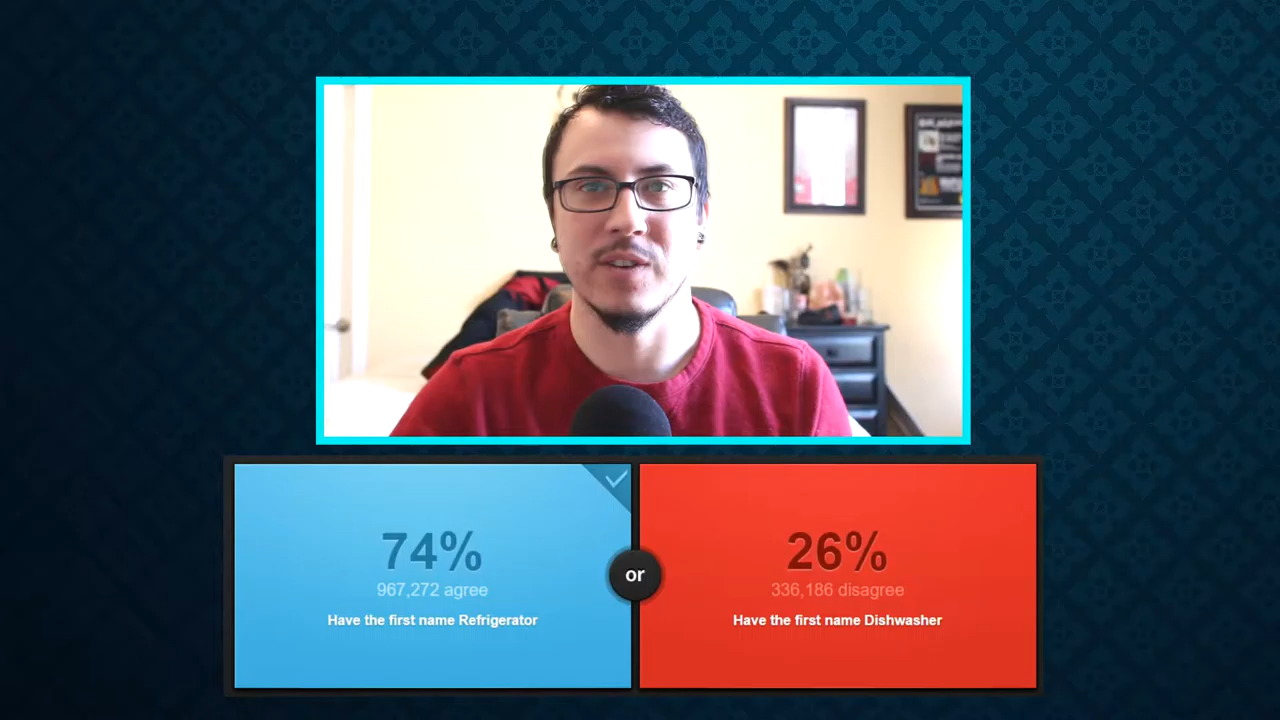 74%
967,272 agree
Have the first name Refrigerator
or
26%
336,186 disagree
Have the first name Dishwasher